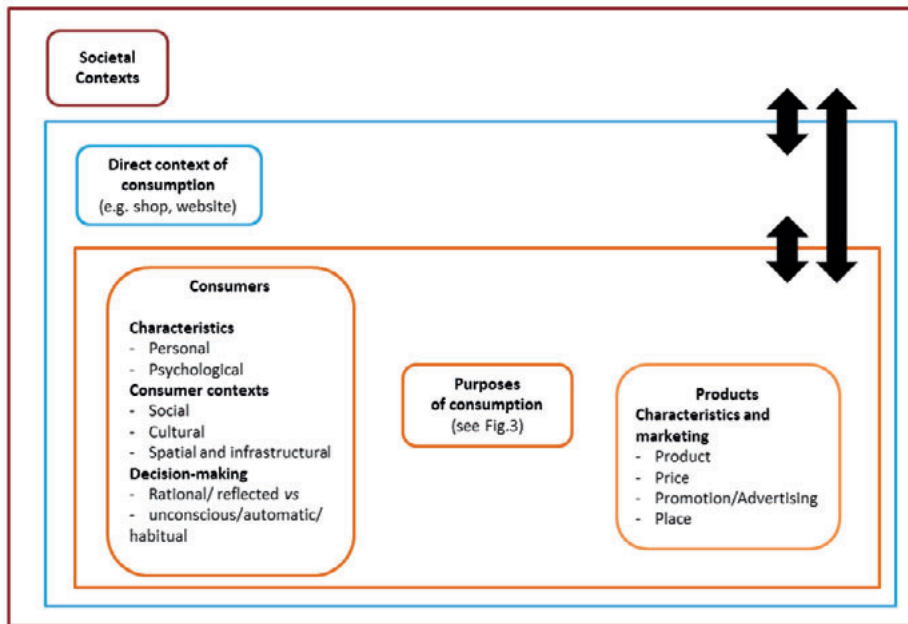 Societal
Contexts
Direct context of
consumption
(e.g. shop, website)
Consumers
Characteristics
- Personal
- Psychological
Consumer contexts
- Social
- Cultural
- Spatial and infrastructural
Decision-making
- Rational/ reflected vs
- unconscious/automatic/
habitual
Purposes
of consumption
(see Fig.3)
Products
Characteristics and
marketing
- Product
- Price
- Promotion/Advertising
- Place